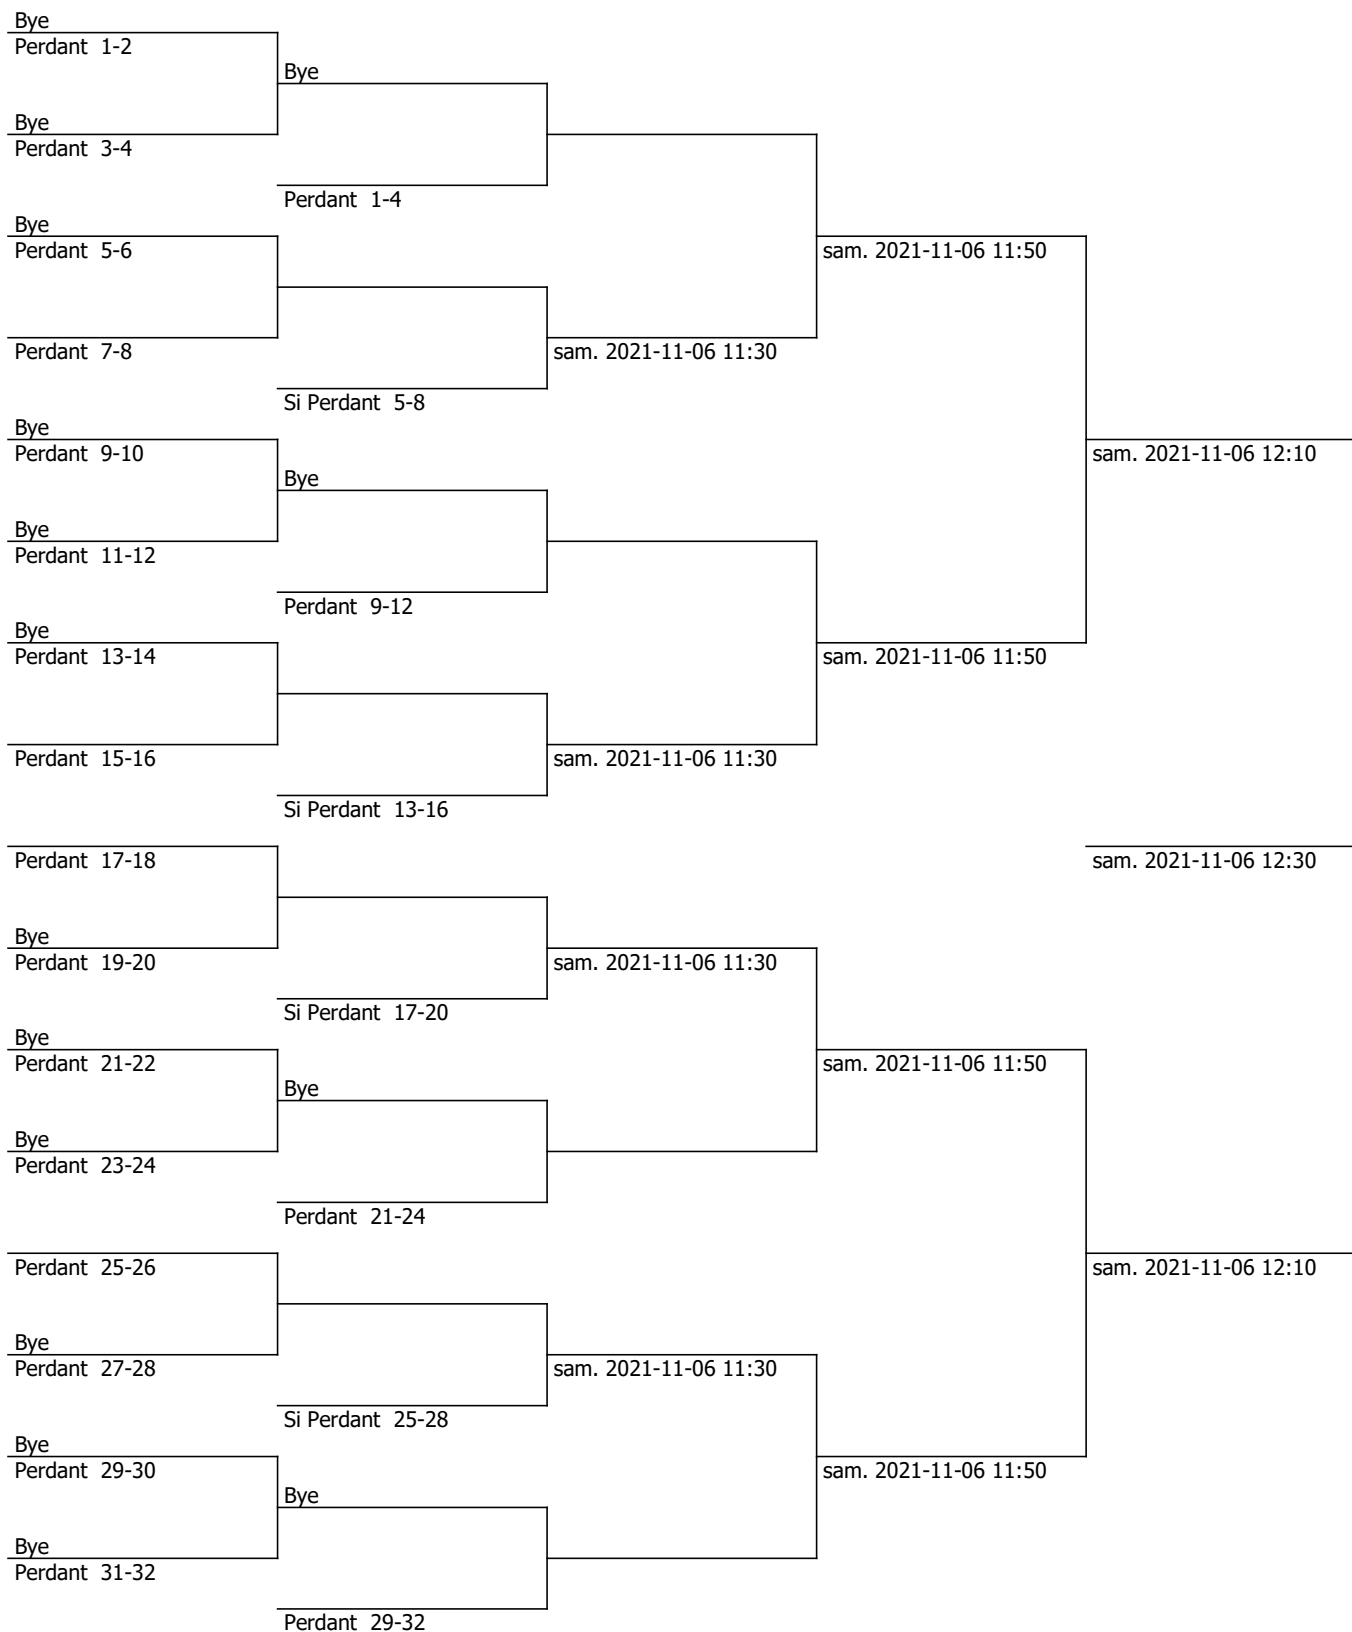 Bye
Perdant 1-2
Bye
Bye
Perdant 3-4
Perdant 1-4
Bye
Perdant 5-6
sam. 2021-11-06 11:50
Perdant 7-8
sam. 2021-11-06 11:30
Si Perdant 5-8
Bye
Perdant 9-10
sam. 2021-11-06 12:10
Bye
Bye
Perdant 11-12
Perdant 9-12
Bye
Perdant 13-14
sam. 2021-11-06 11:50
Perdant 15-16
sam. 2021-11-06 11:30
Si Perdant 13-16
Perdant 17-18
sam. 2021-11-06 12:30
Bye
Perdant 19-20
sam. 2021-11-06 11:30
Si Perdant 17-20
Bye
Perdant 21-22
sam. 2021-11-06 11:50
Bye
Bye
Perdant 23-24
Perdant 21-24
Perdant 25-26
sam. 2021-11-06 12:10
Bye
Perdant 27-28
sam. 2021-11-06 11:30
Si Perdant 25-28
Bye
Perdant 29-30
sam. 2021-11-06 11:50
Bye
Bye
Perdant 31-32
Perdant 29-32